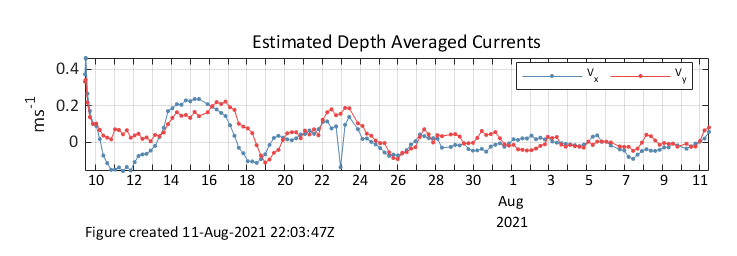 Estimated Depth Averaged Currents
ms-1
0.4
0.2
0
Vx
Vy
10 12 14 16 18 20 22 24 26 28 30 1 3 5 7 9 11
Aug
2021
Figure created 11-Aug-2021 22:03:47Z